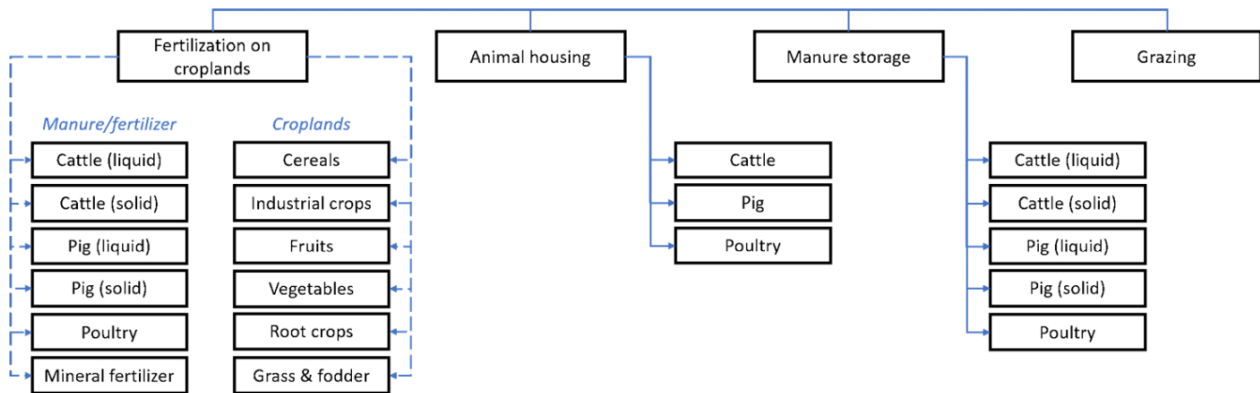 Fertilization on
croplands
Animal housing
Manure storage
Grazing
Manure/fertilizer
Croplands
Cattle (liquid)
Cattle (solid)
Pig (liquid)
Pig (solid)
Poultry
Mineral fertilizer
Cereals
Industrial crops
Fruits
Vegetables
Root crops
Grass & fodder
Cattle
Pig
Poultry
Cattle (liquid)
Cattle (solid)
Pig (liquid)
Pig (solid)
Poultry